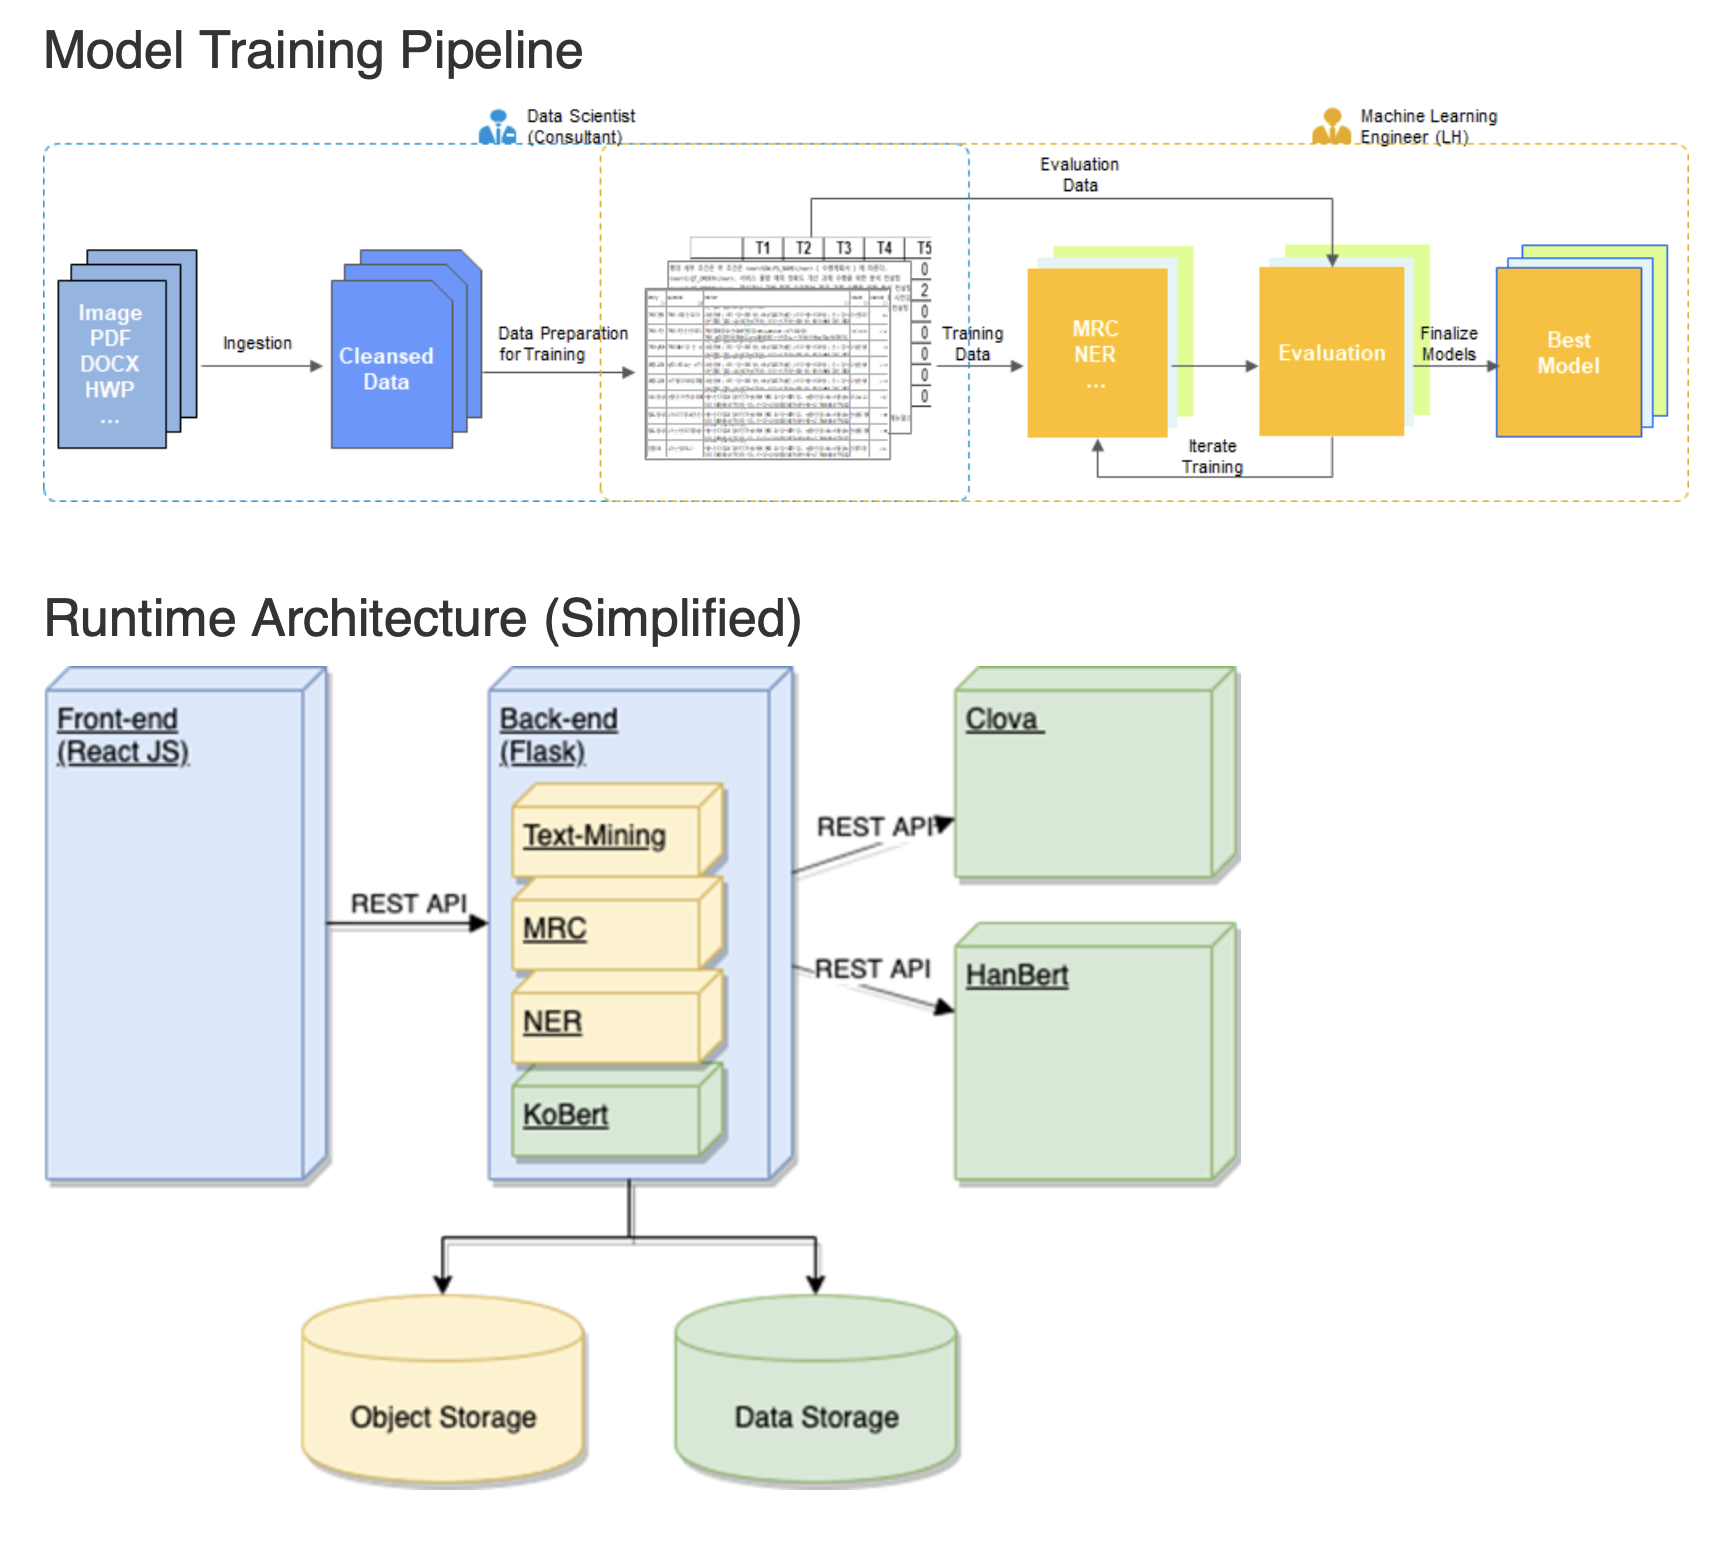 Model Training Pipeline
Data Scientist
(Consultant)
Machine Learning
Engineer (LH)
Evaluation
Data
Image
PDF
DOCX
HWP
...
Ingestion
Cleansed
Data
Data Preparation
for Training
T1 T2 T3 T4 T5
0
2
0
0
0
0
0
Training
Data
MRC
NER
...
Evaluation
Iterate
Training
Finalize
Models
Best
Model
Runtime Architecture (Simplified)
Front-end
(React JS)
REST API
Back-end
(Flask)
Text-Mining
MRC
NER
KoBert
REST API
Clova
REST API
HanBert
Object Storage
Data Storage